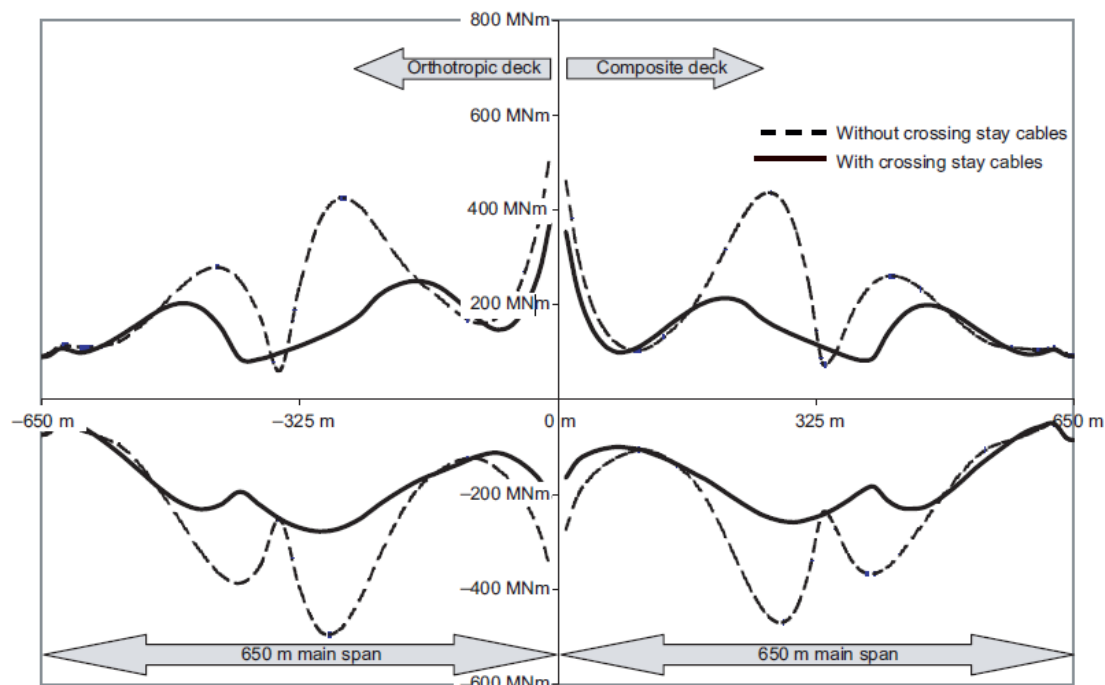 800 MNm
Orthotropic deck
Composite deck
600 MNm
Without crossing stay cables
With crossing stay cables
400 MNm
200 MNm
–650 m
–325 m
0 m
325 m
650 m
–200 MNm
–400 MNm
650 m main span
650 m main span
–600 MNm